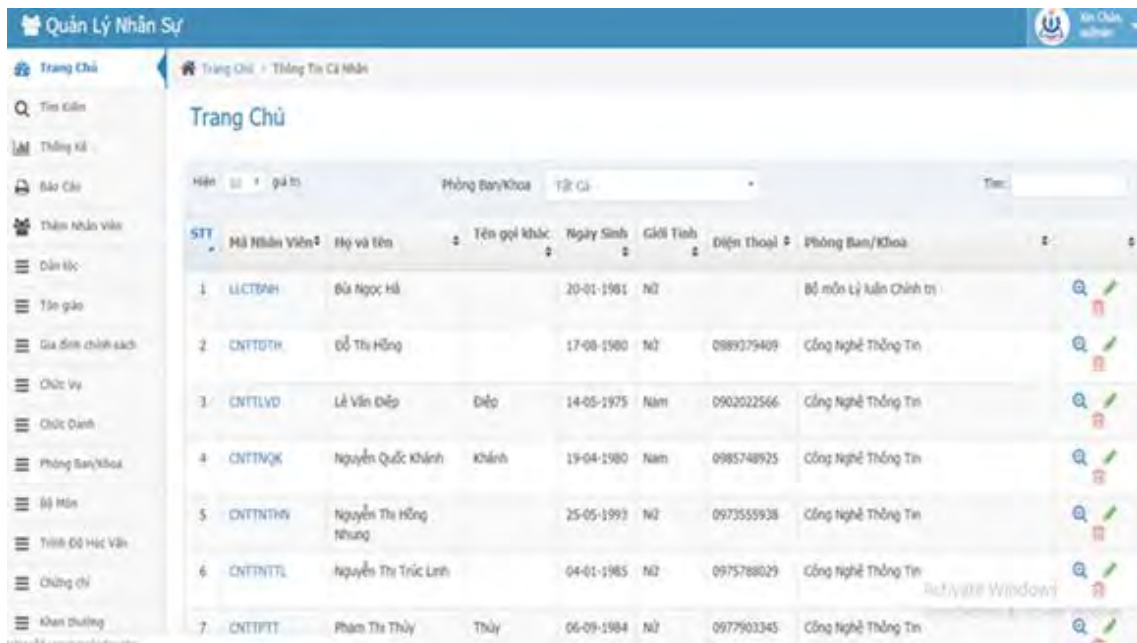 Quản Lý Nhân Sự
Xin Chào,
admin
Trang Chủ
Trang Chủ Thông Tin Cá Nhân
Tìm Kiếm
Trang Chủ
Thống Kê
Báo Cáo
Hiện 10 giá trị
Phòng Ban/Khoa Tất Cả
Tìm:
Thêm Nhân Viên
Dân tộc
Tôn giáo
Gia đình chính sách
Chức Vụ
Chức Danh
Phòng Ban/Khoa
Bộ Môn
Trình Độ Học Vấn
Chứng chỉ
Khen thưởng
STT Mã Nhân Viên Họ và tên Tên gọi khác Ngày Sinh Giới Tính Điện Thoại Phòng Ban/Khoa
1 LLCTBNH Bùi Ngọc Hà 20-01-1981 Nữ Bộ môn Lý luận Chính trị
2 CNTTDTH Đỗ Thị Hồng 17-08-1980 Nữ 0989379409 Công Nghệ Thông Tin
3 CNTTLVD Lê Văn Điệp Điệp 14-05-1975 Nam 0902022566 Công Nghệ Thông Tin
4 CNTTNQK Nguyễn Quốc Khánh Khánh 19-04-1980 Nam 0985748925 Công Nghệ Thông Tin
5 CNTTNTHN Nguyễn Thị Hồng Nhung 25-05-1993 Nữ 0973555938 Công Nghệ Thông Tin
6 CNTTNTTL Nguyễn Thị Trúc Linh 04-01-1985 Nữ 0975788029 Công Nghệ Thông Tin
Activate Windows
7 CNTTPTT Phạm Thị Thùy Thùy 06-09-1984 Nữ 0977903345 Công Nghệ Thông Tin